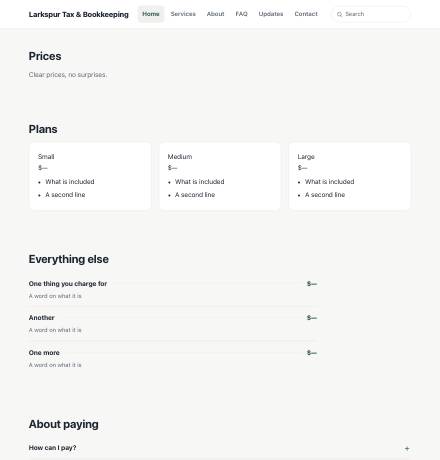 Larkspur Tax & Bookkeeping Home Services About FAQ Updates Contact Search
Prices
Clear prices, no surprises.
Plans
Small
$—
• What is included
• A second line
Medium
$—
• What is included
• A second line
Large
$—
• What is included
• A second line
Everything else
One thing you charge for $—
A word on what it is
Another $—
A word on what it is
One more $—
A word on what it is
About paying
How can I pay? +